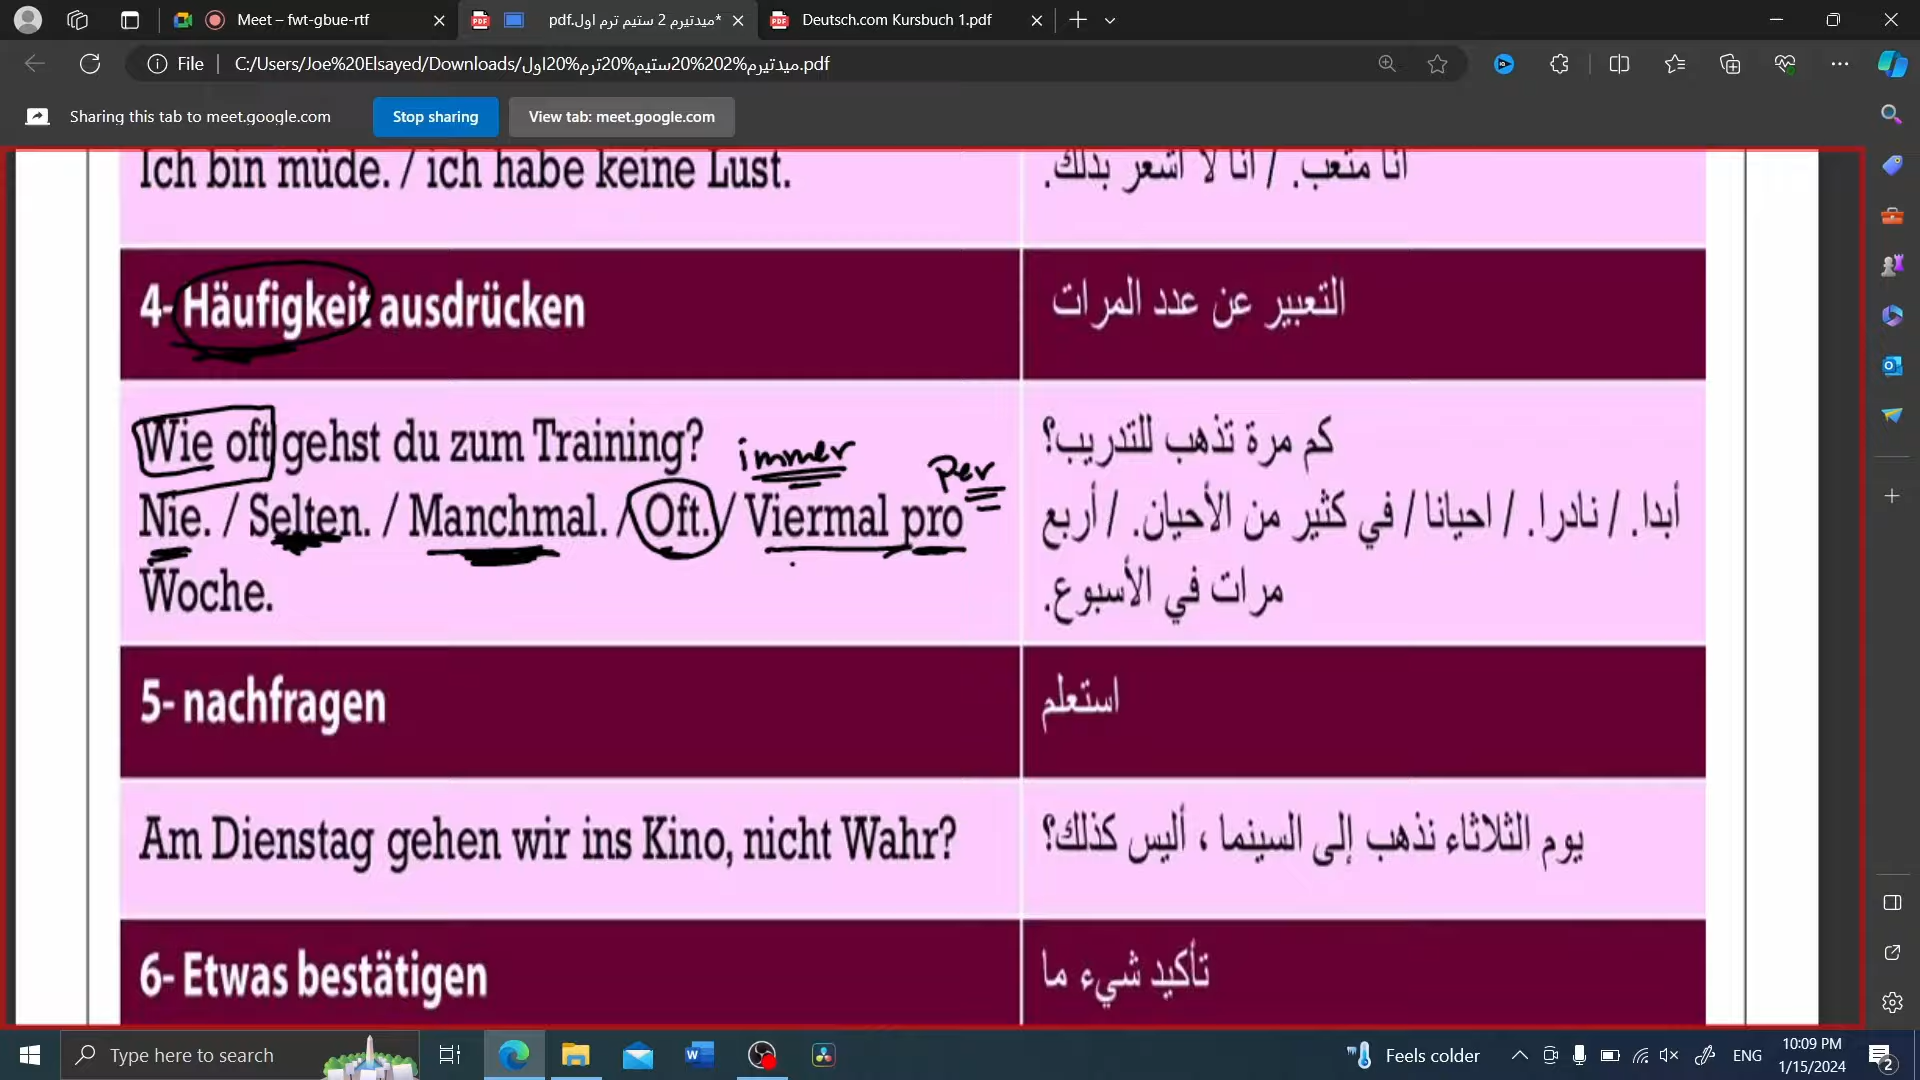 Meet – fwt-gbue-rtf
*ميدتيرم 2 ستيم ترم اول.pdf
Deutsch.com Kursbuch 1.pdf
File
C:/Users/Joe%20Elsayed/Downloads/ميدتيرم%202%20ستيم%20ترم%20اول.pdf
Sharing this tab to meet.google.com
Stop sharing
View tab: meet.google.com
Ich bin müde. / ich habe keine Lust.
أنا متعب. / أنا لا أشعر بذلك.
4- Häufigkeit ausdrücken
التعبير عن عدد المرات
Wie oft gehst du zum Training?
immer
per
Nie. / Selten. / Manchmal. / Oft. / Viermal pro
Woche.
كم مرة تذهب للتدريب؟
أبدا. / نادرا. / احيانا / في كثير من الأحيان. / أربع
مرات في الأسبوع.
5- nachfragen
استعلم
Am Dienstag gehen wir ins Kino, nicht Wahr?
يوم الثلاثاء نذهب إلى السينما ، أليس كذلك؟
6- Etwas bestätigen
تأكيد شيء ما
Type here to search
Feels colder
ENG
10:09 PM
1/15/2024
2